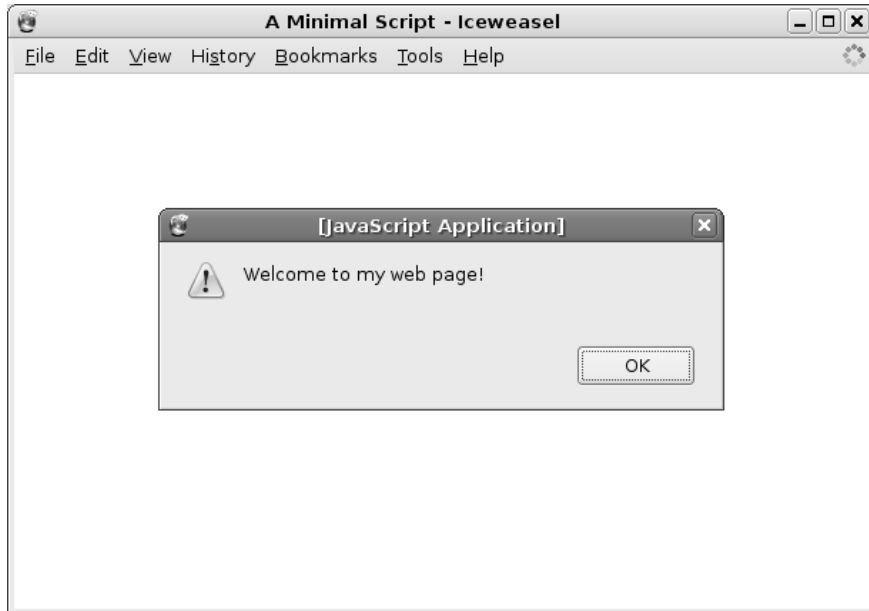 A Minimal Script - Iceweasel
File Edit View History Bookmarks Tools Help
[JavaScript Application]
Welcome to my web page!
OK